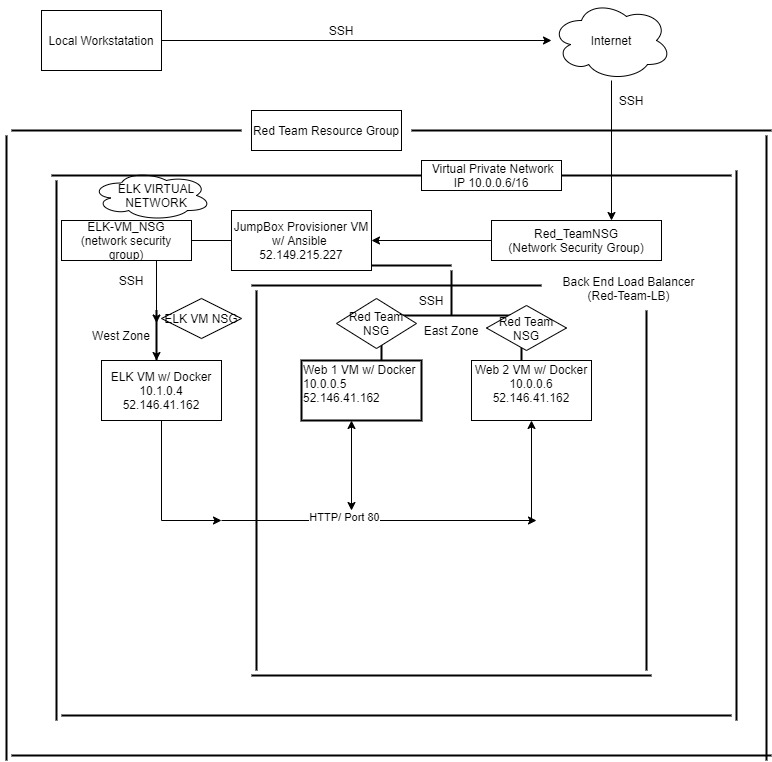 Local Workstatation
SSH
Internet
SSH
Red Team Resource Group
Virtual Private Network
IP 10.0.0.6/16
ELK VIRTUAL
NETWORK
ELK-VM_NSG
(network security
group)
JumpBox Provisioner VM
w/ Ansible
52.149.215.227
Red_TeamNSG
(Network Security Group)
SSH
Back End Load Balancer
(Red-Team-LB)
SSH
ELK VM NSG
Red Team
NSG
East Zone
Red Team
NSG
West Zone
ELK VM w/ Docker
10.1.0.4
52.146.41.162
Web 1 VM w/ Docker
10.0.0.5
52.146.41.162
Web 2 VM w/ Docker
10.0.0.6
52.146.41.162
HTTP/ Port 80